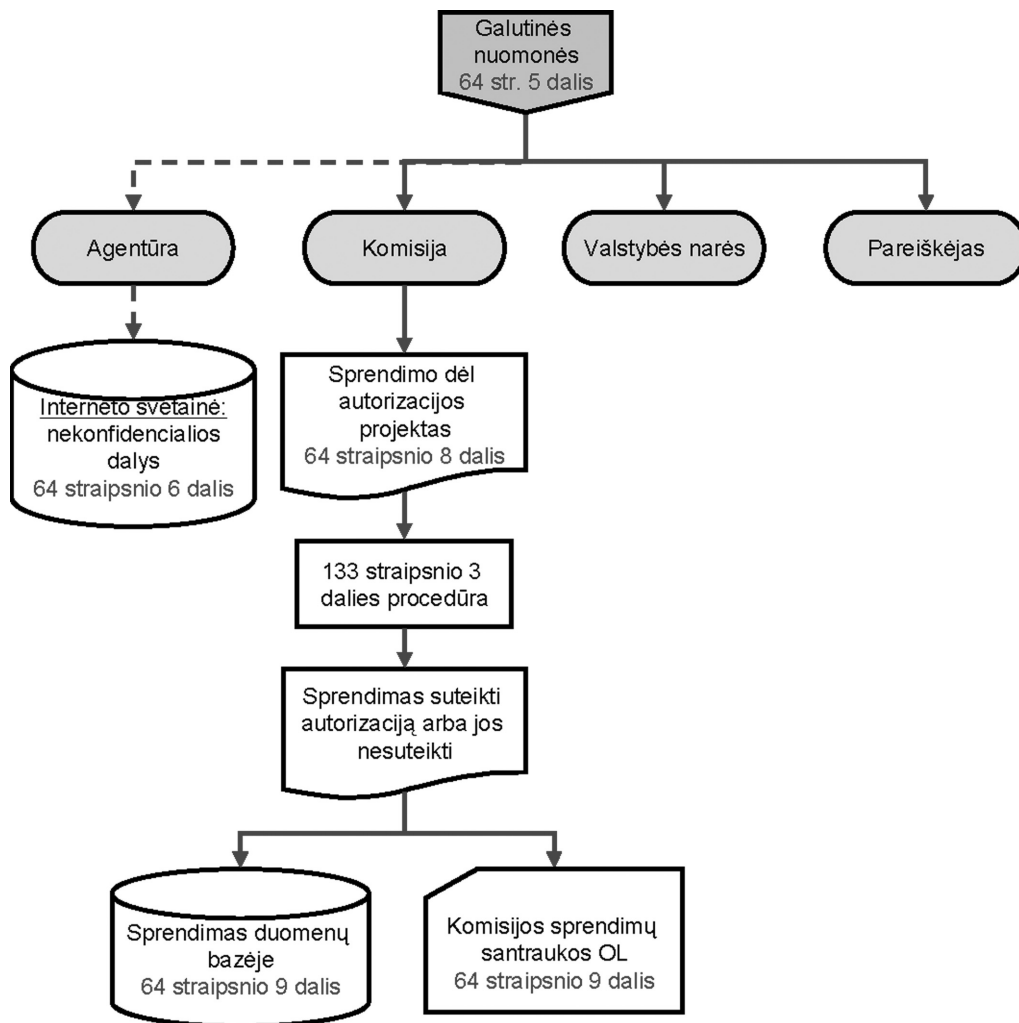 Galutinės
nuomonės
64 str. 5 dalis
Agentūra
Komisija
Valstybės narės
Pareiškėjas
Interneto svetainė:
nekonfidencialios
dalys
64 straipsnio 6 dalis
Sprendimo dėl
autorizacijos
projektas
64 straipsnio 8 dalis
133 straipsnio 3
dalies procedūra
Sprendimas suteikti
autorizaciją arba jos
nesuteikti
Sprendimas duomenų
bazėje
64 straipsnio 9 dalis
Komisijos sprendimų
santraukos OL
64 straipsnio 9 dalis